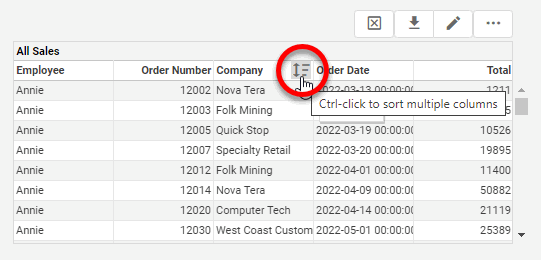 All Sales
Employee Order Number Company Order Date Total
Annie 12002 Nova Tera 2022-03-13 00:00:00 1211
Annie 12003 Folk Mining
Ctrl-click to sort multiple columns
Annie 12005 Quick Stop 2022-03-19 00:00:00 10526
Annie 12007 Specialty Retail 2022-03-20 00:00:00 19895
Annie 12012 Folk Mining 2022-04-01 00:00:00 11400
Annie 12014 Nova Tera 2022-04-09 00:00:00 50882
Annie 12020 Computer Tech 2022-04-14 00:00:00 21119
Annie 12030 West Coast Custom 2022-05-01 00:00:00 25389